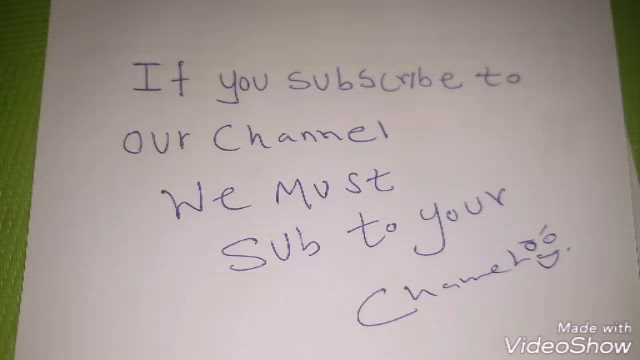 If you subscribe to
our channel
We Must
sub to your
Channel
Made with
VideoShow